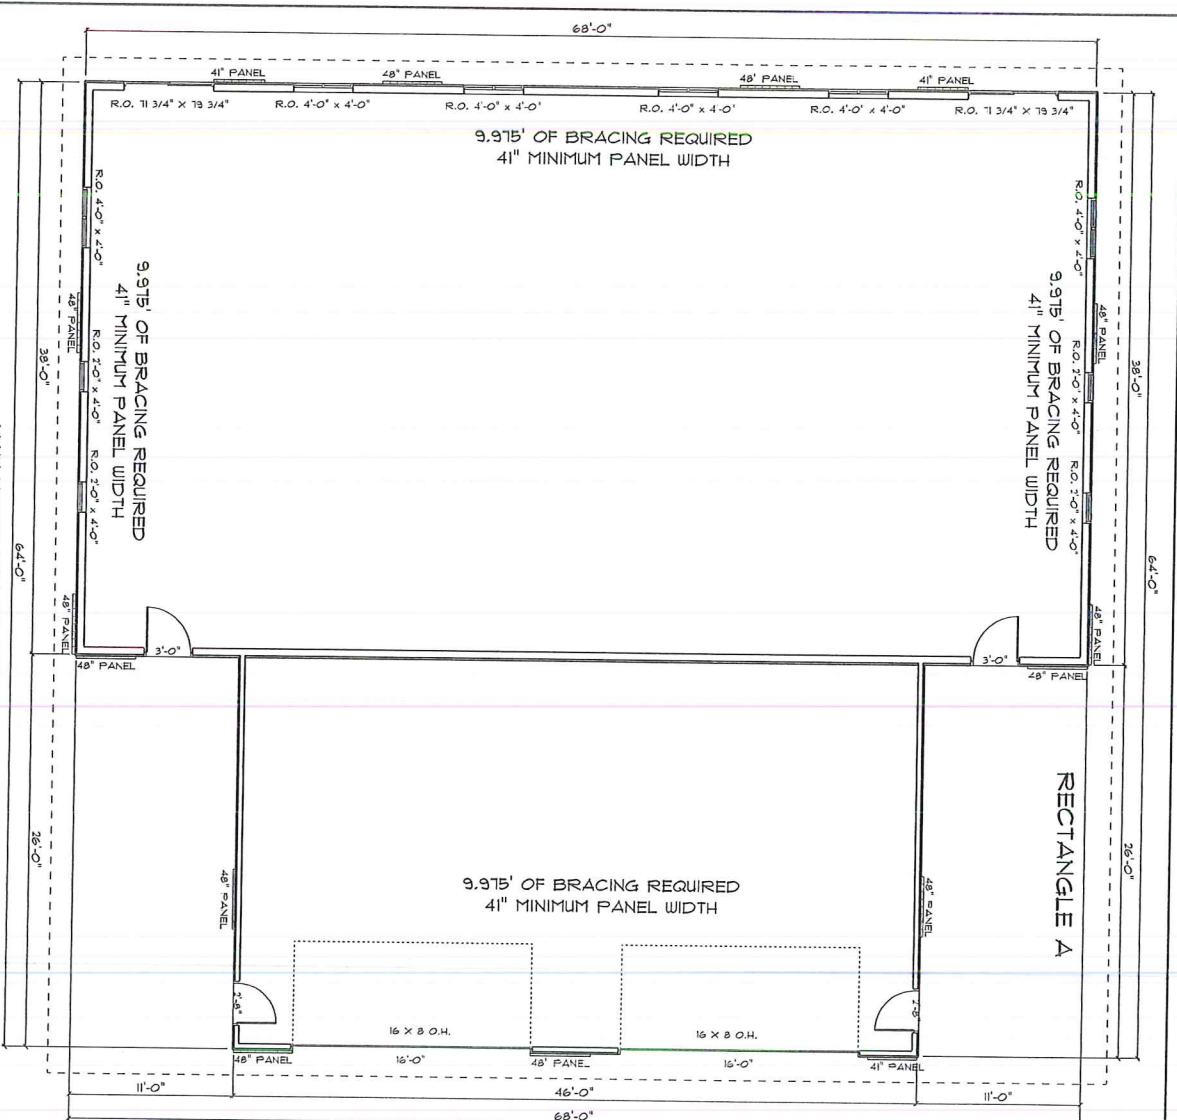 68'-0"
41" PANEL
48" PANEL
48' PANEL
41" PANEL
R.O. 71 3/4" X 79 3/4"
R.O. 4'-0" x 4'-0"
R.O. 4'-0" x 4'-0'
R.O. 4'-0" x 4'-0'
R.O. 4'-0' x 4'-0"
R.O. 71 3/4" X 79 3/4"
9.975' OF BRACING REQUIRED
41" MINIMUM PANEL WIDTH
R.O. 4'-0" x 4'-0"
R.O. 4'-0" x 4'-0"
9.975' OF BRACING REQUIRED
41" MINIMUM PANEL WIDTH
9.975' OF BRACING REQUIRED
41" MINIMUM PANEL WIDTH
48" PANEL
48" PANEL
38'-0"
38'-0"
R.O. 2'-0" x 4'-0"
R.O. 2'-0' x 4'-0"
R.O. 2'-0" x 4'-0"
R.O. 2'-0" x 4'-0"
64'-0"
64'-0"
48" PANEL
48" PANEL
3'-0"
3'-0"
48" PANEL
48" PANEL
RECTANGLE A
26'-0"
26'-0"
48" PANEL
48" PANEL
9.975' OF BRACING REQUIRED
41" MINIMUM PANEL WIDTH
2'-8"
2'-8"
16 X 8 O.H.
16 X 8 O.H.
48" PANEL
16'-0"
48' PANEL
16'-0"
41" PANEL
11'-0"
46'-0"
11'-0"
68'-0"